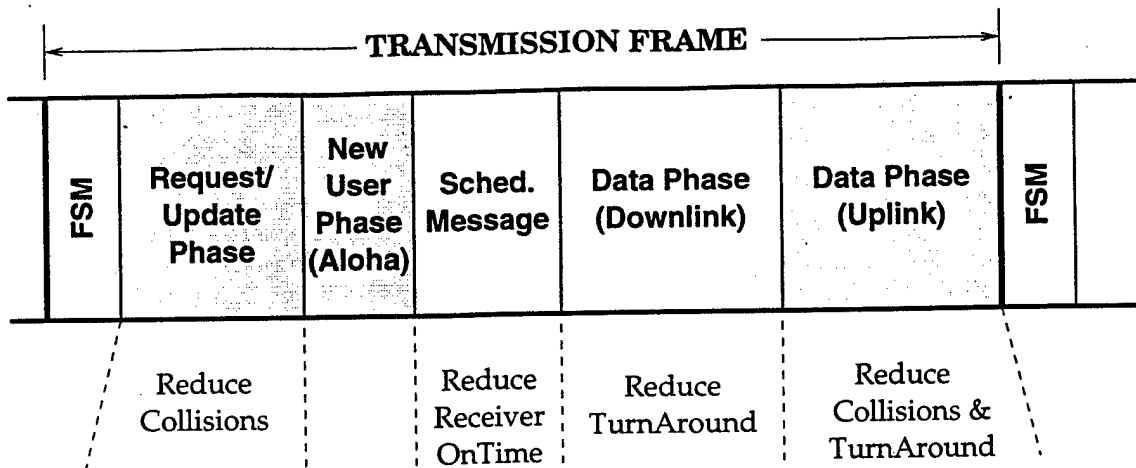 TRANSMISSION FRAME
FSM
Request/
Update
Phase
New
User
Phase
(Aloha)
Sched.
Message
Data Phase
(Downlink)
Data Phase
(Uplink)
FSM
Reduce
Collisions
Reduce
Receiver
OnTime
Reduce
TurnAround
Reduce
Collisions &
TurnAround